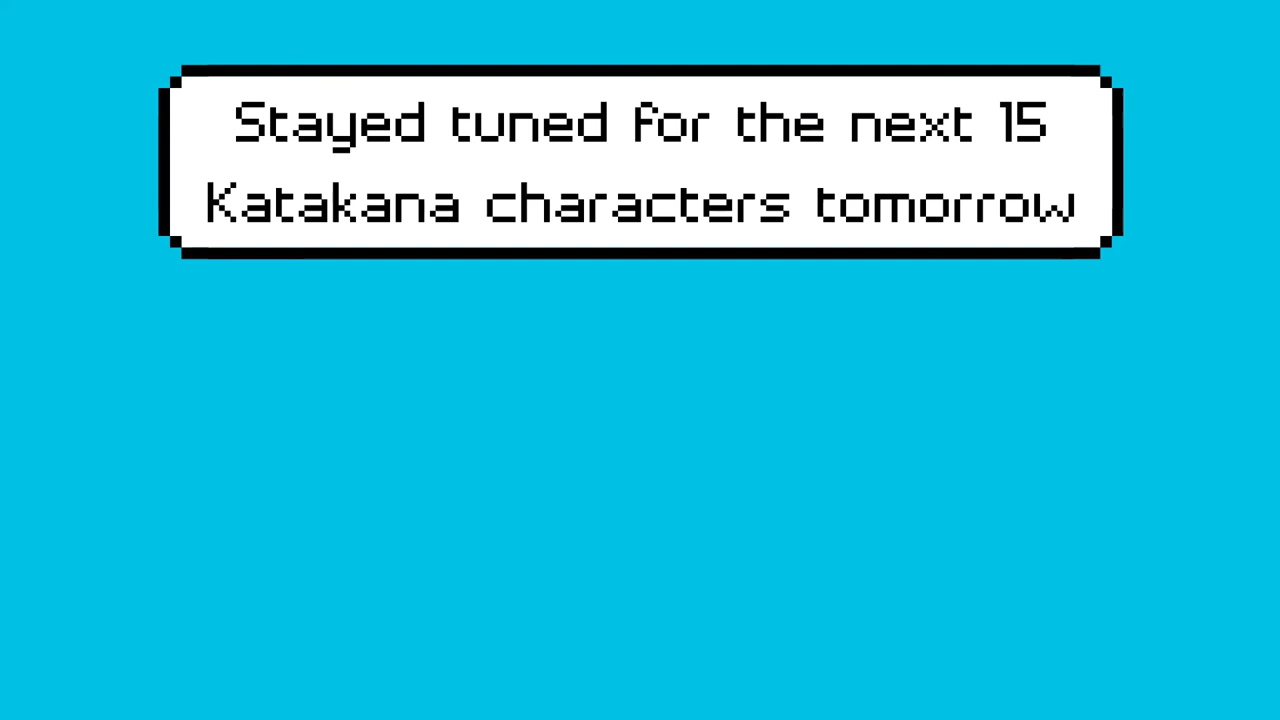 Stayed tuned for the next 15
Katakana characters tomorrow